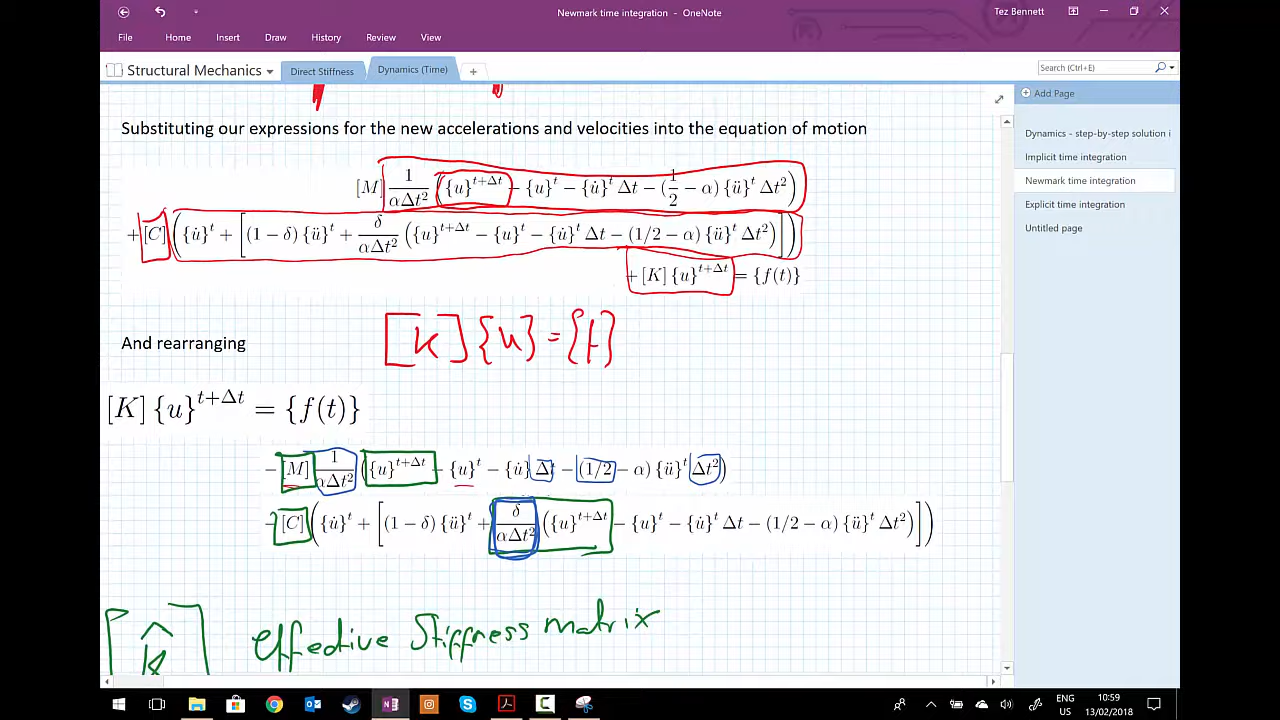 Newmark time integration - OneNote
Tez Bennett
File Home Insert Draw History Review View
Structural Mechanics
Direct Stiffness
Dynamics (Time)
Search (Ctrl+E)
Add Page
Dynamics - step-by-step solution i
Implicit time integration
Newmark time integration
Explicit time integration
Untitled page
Substituting our expressions for the new accelerations and velocities into the equation of motion
[M] 1/αΔt² ({u}^{t+Δt} − {u}^t − {u̇}^t Δt − (1/2 − α) {ü}^t Δt²)
+ [C] ({u̇}^t + [(1 − δ) {ü}^t + δ/αΔt² ({u}^{t+Δt} − {u}^t − {u̇}^t Δt − (1/2 − α) {ü}^t Δt²)])
+ [K] {u}^{t+Δt} = {f(t)}
[K] {u} = {f}
And rearranging
[K] {u}^{t+Δt} = {f(t)}
− [M] 1/αΔt² ({u}^{t+Δt} − {u}^t − {u̇} Δt − (1/2 − α) {ü}^t Δt²)
− [C] ({u̇}^t + [(1 − δ) {ü}^t + δ/αΔt² ({u}^{t+Δt} − {u}^t − {u̇}^t Δt − (1/2 − α) {ü}^t Δt²)])
[K̂] effective stiffness matrix
ENG
US
10:59
13/02/2018